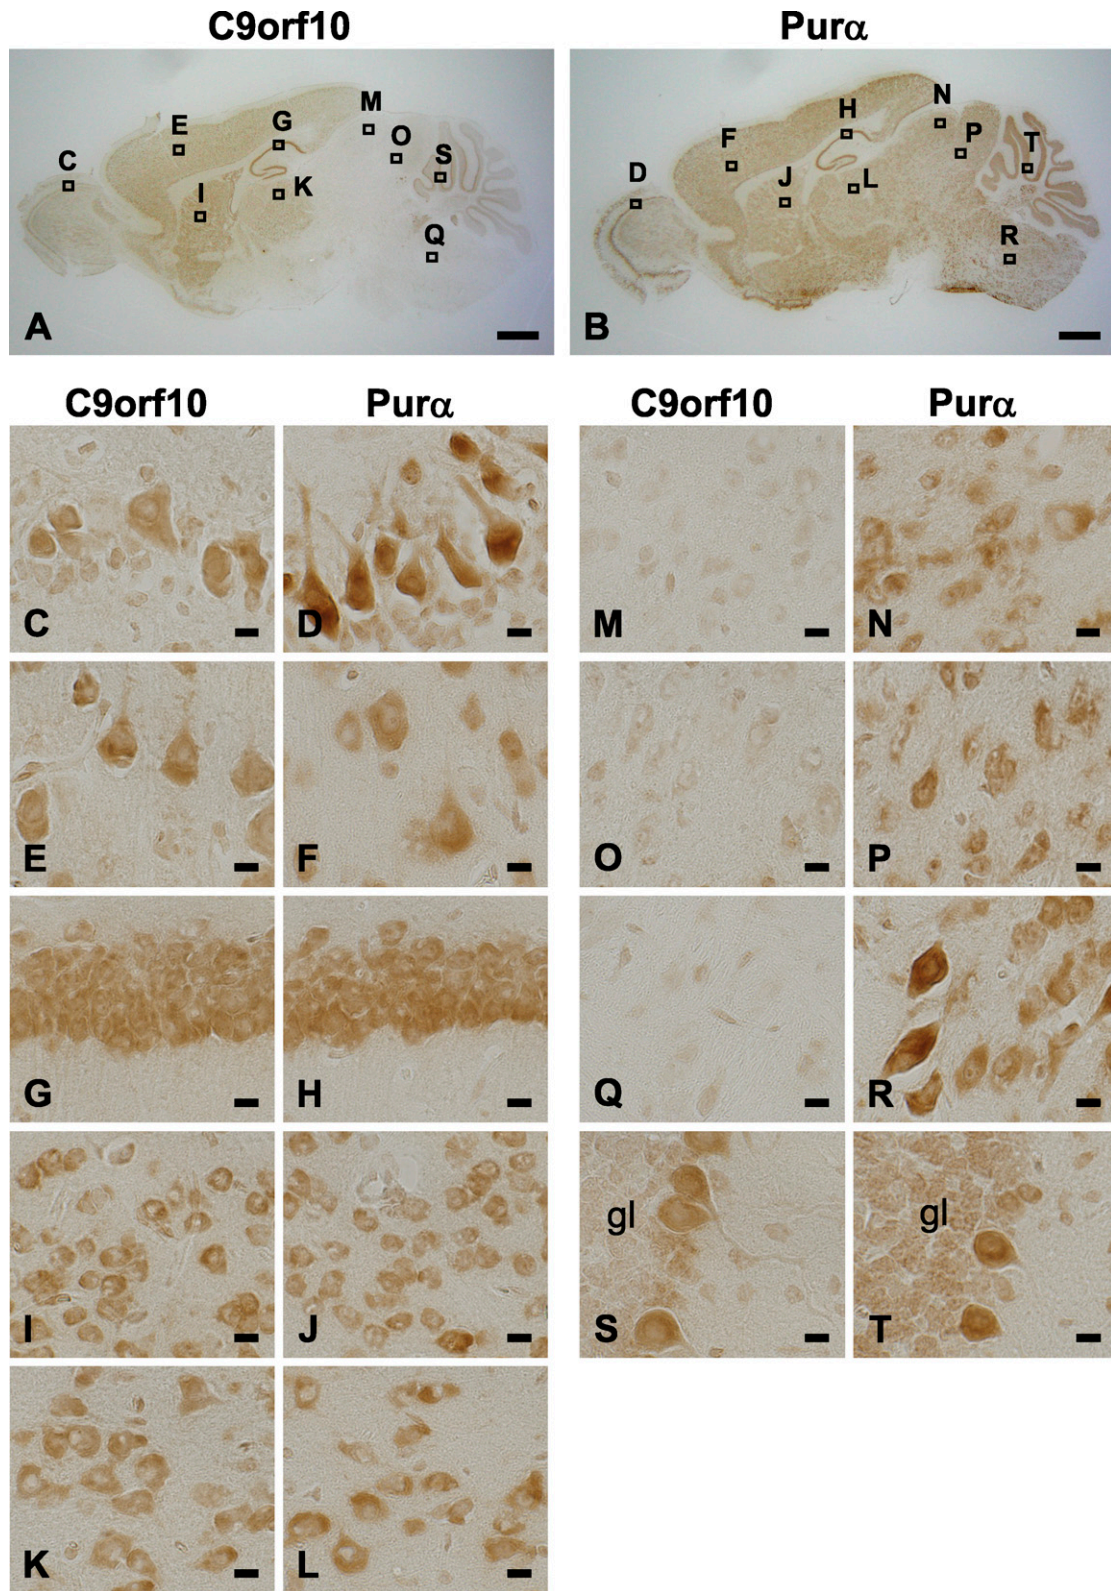 C9orf10 Purα
C E I G K M O S Q A
D F J H L N P T R B
C9orf10 Purα C9orf10 Purα
C D M N
E F O P
G H Q R
I J gl S gl T
K L